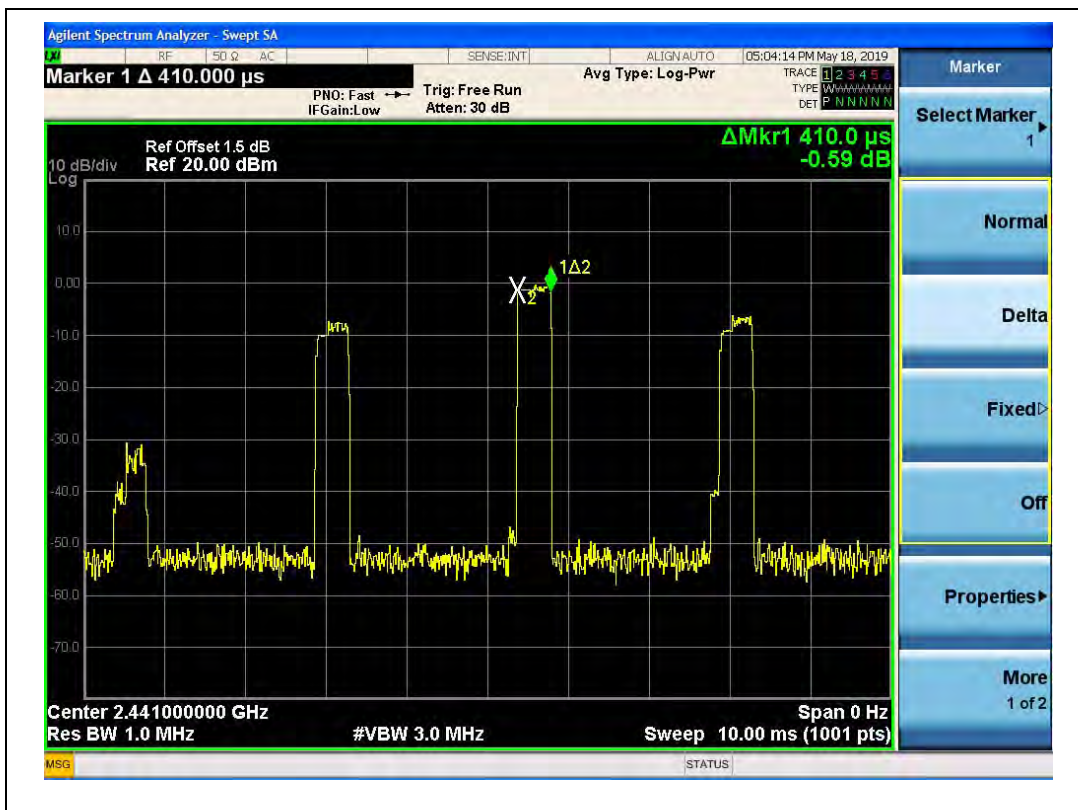 Agilent Spectrum Analyzer - Swept SA
LXI RF 50 Ω AC SENSE:INT ALIGN AUTO 05:04:14 PM May 18, 2019
Marker 1 Δ 410.000 µs
PNO: Fast
IFGain:Low
Trig: Free Run
Atten: 30 dB
Avg Type: Log-Pwr
TRACE 1 2 3 4 5 6
TYPE
DET P N N N N N
Marker
Select Marker
1
Normal
Delta
Fixed
Off
Properties
More
1 of 2
ΔMkr1 410.0 µs
-0.59 dB
Ref Offset 1.5 dB
10 dB/div Ref 20.00 dBm
Log
10.0
0.00
-10.0
-20.0
-30.0
-40.0
-50.0
-60.0
-70.0
1Δ2
2
Center 2.441000000 GHz Span 0 Hz
Res BW 1.0 MHz #VBW 3.0 MHz Sweep 10.00 ms (1001 pts)
MSG STATUS